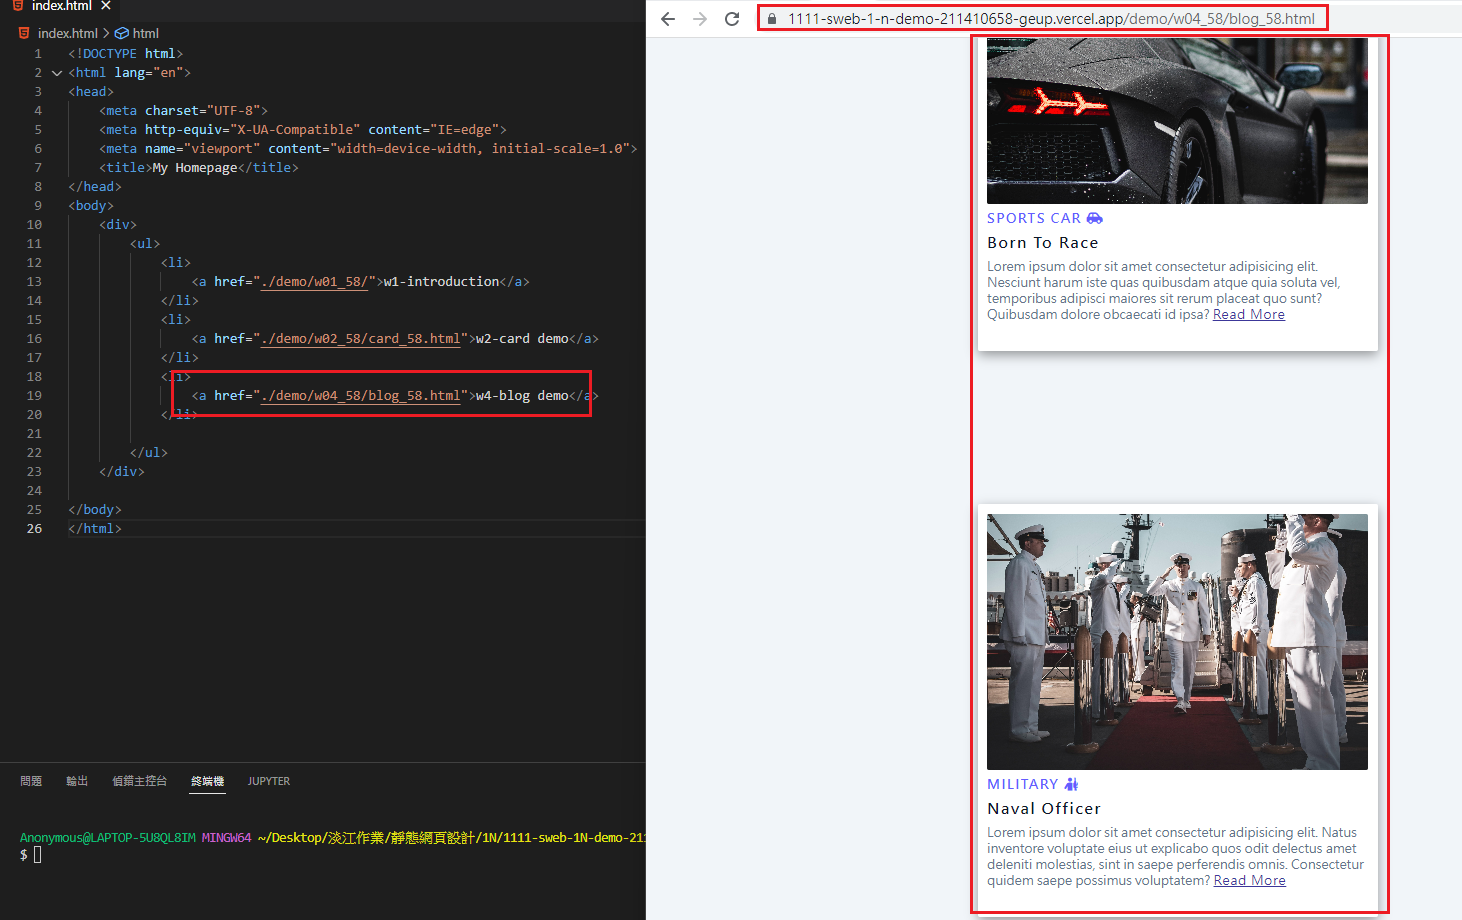 index.html ×
index.html > html
1 <!DOCTYPE html>
2 <html lang="en">
3 <head>
4 <meta charset="UTF-8">
5 <meta http-equiv="X-UA-Compatible" content="IE=edge">
6 <meta name="viewport" content="width=device-width, initial-scale=1.0">
7 <title>My Homepage</title>
8 </head>
9 <body>
10 <div>
11 <ul>
12 <li>
13 <a href="./demo/w01_58/">w1-introduction</a>
14 </li>
15 <li>
16 <a href="./demo/w02_58/card_58.html">w2-card demo</a>
17 </li>
18 <li>
19 <a href="./demo/w04_58/blog_58.html">w4-blog demo</a>
20 </li>
21
22 </ul>
23 </div>
24
25 </body>
26 </html>
問題 輸出 偵錯主控台 終端機 JUPYTER
Anonymous@LAPTOP-5U8QL8IM MINGW64 ~/Desktop/淡江作業/靜態網頁設計/1N/1111-sweb-1N-demo-21
$
1111-sweb-1-n-demo-211410658-geup.vercel.app/demo/w04_58/blog_58.html
SPORTS CAR
Born To Race
Lorem ipsum dolor sit amet consectetur adipisicing elit.
Nesciunt harum iste quas quibusdam atque quia soluta vel,
temporibus adipisci maiores sit rerum placeat quo sunt?
Quibusdam dolore obcaecati id ipsa? Read More
MILITARY
Naval Officer
Lorem ipsum dolor sit amet consectetur adipisicing elit. Natus
inventore voluptate eius ut explicabo quos odit delectus amet
deleniti molestias, sint in saepe perferendis omnis. Consectetur
quidem saepe possimus voluptatem? Read More